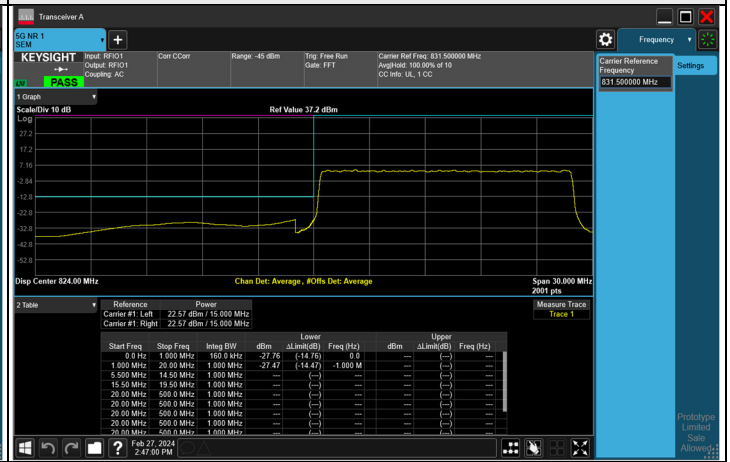 Transceiver A
5G NR 1
SEM
Frequency
KEYSIGHT
Input: RFIO1
Output: RFIO1
Coupling: AC
Corr CCorr
Range: -45 dBm
Trig: Free Run
Gate: FFT
Carrier Ref Freq: 831.500000 MHz
Avg|Hold: 100.00% of 10
CC Info: UL, 1 CC
LXI
PASS
Carrier Reference
Frequency
831.500000 MHz
Settings
1 Graph
Scale/Div 10 dB
Ref Value 37.2 dBm
Log
27.2
17.2
7.16
-2.84
-12.8
-22.8
-32.8
-42.8
-52.8
Disp Center 824.00 MHz
Chan Det: Average , #Offs Det: Average
Span 30.000 MHz
2001 pts
2 Table
Reference Power
Carrier #1: Left 22.57 dBm / 15.000 MHz
Carrier #1: Right 22.57 dBm / 15.000 MHz
Measure Trace
Trace 1
Lower Upper
Start Freq Stop Freq Integ BW dBm ΔLimit(dB) Freq (Hz) dBm ΔLimit(dB) Freq (Hz)
0.0 Hz 1.000 MHz 160.0 kHz -27.76 (-14.76) 0.0 --- (---) ---
1.000 MHz 20.00 MHz 1.000 MHz -27.47 (-14.47) -1.000 M --- (---) ---
5.500 MHz 14.50 MHz 1.000 MHz --- (---) --- --- (---) ---
15.50 MHz 19.50 MHz 1.000 MHz --- (---) --- --- (---) ---
20.00 MHz 500.0 MHz 1.000 MHz --- (---) --- --- (---) ---
20.00 MHz 500.0 MHz 1.000 MHz --- (---) --- --- (---) ---
20.00 MHz 500.0 MHz 1.000 MHz --- (---) --- --- (---) ---
20.00 MHz 500.0 MHz 1.000 MHz --- (---) --- --- (---) ---
20.00 MHz 500.0 MHz 1.000 MHz --- (---) --- --- (---) ---
Feb 27, 2024
2:47:00 PM
Prototype
Limited
Sale
Allowed